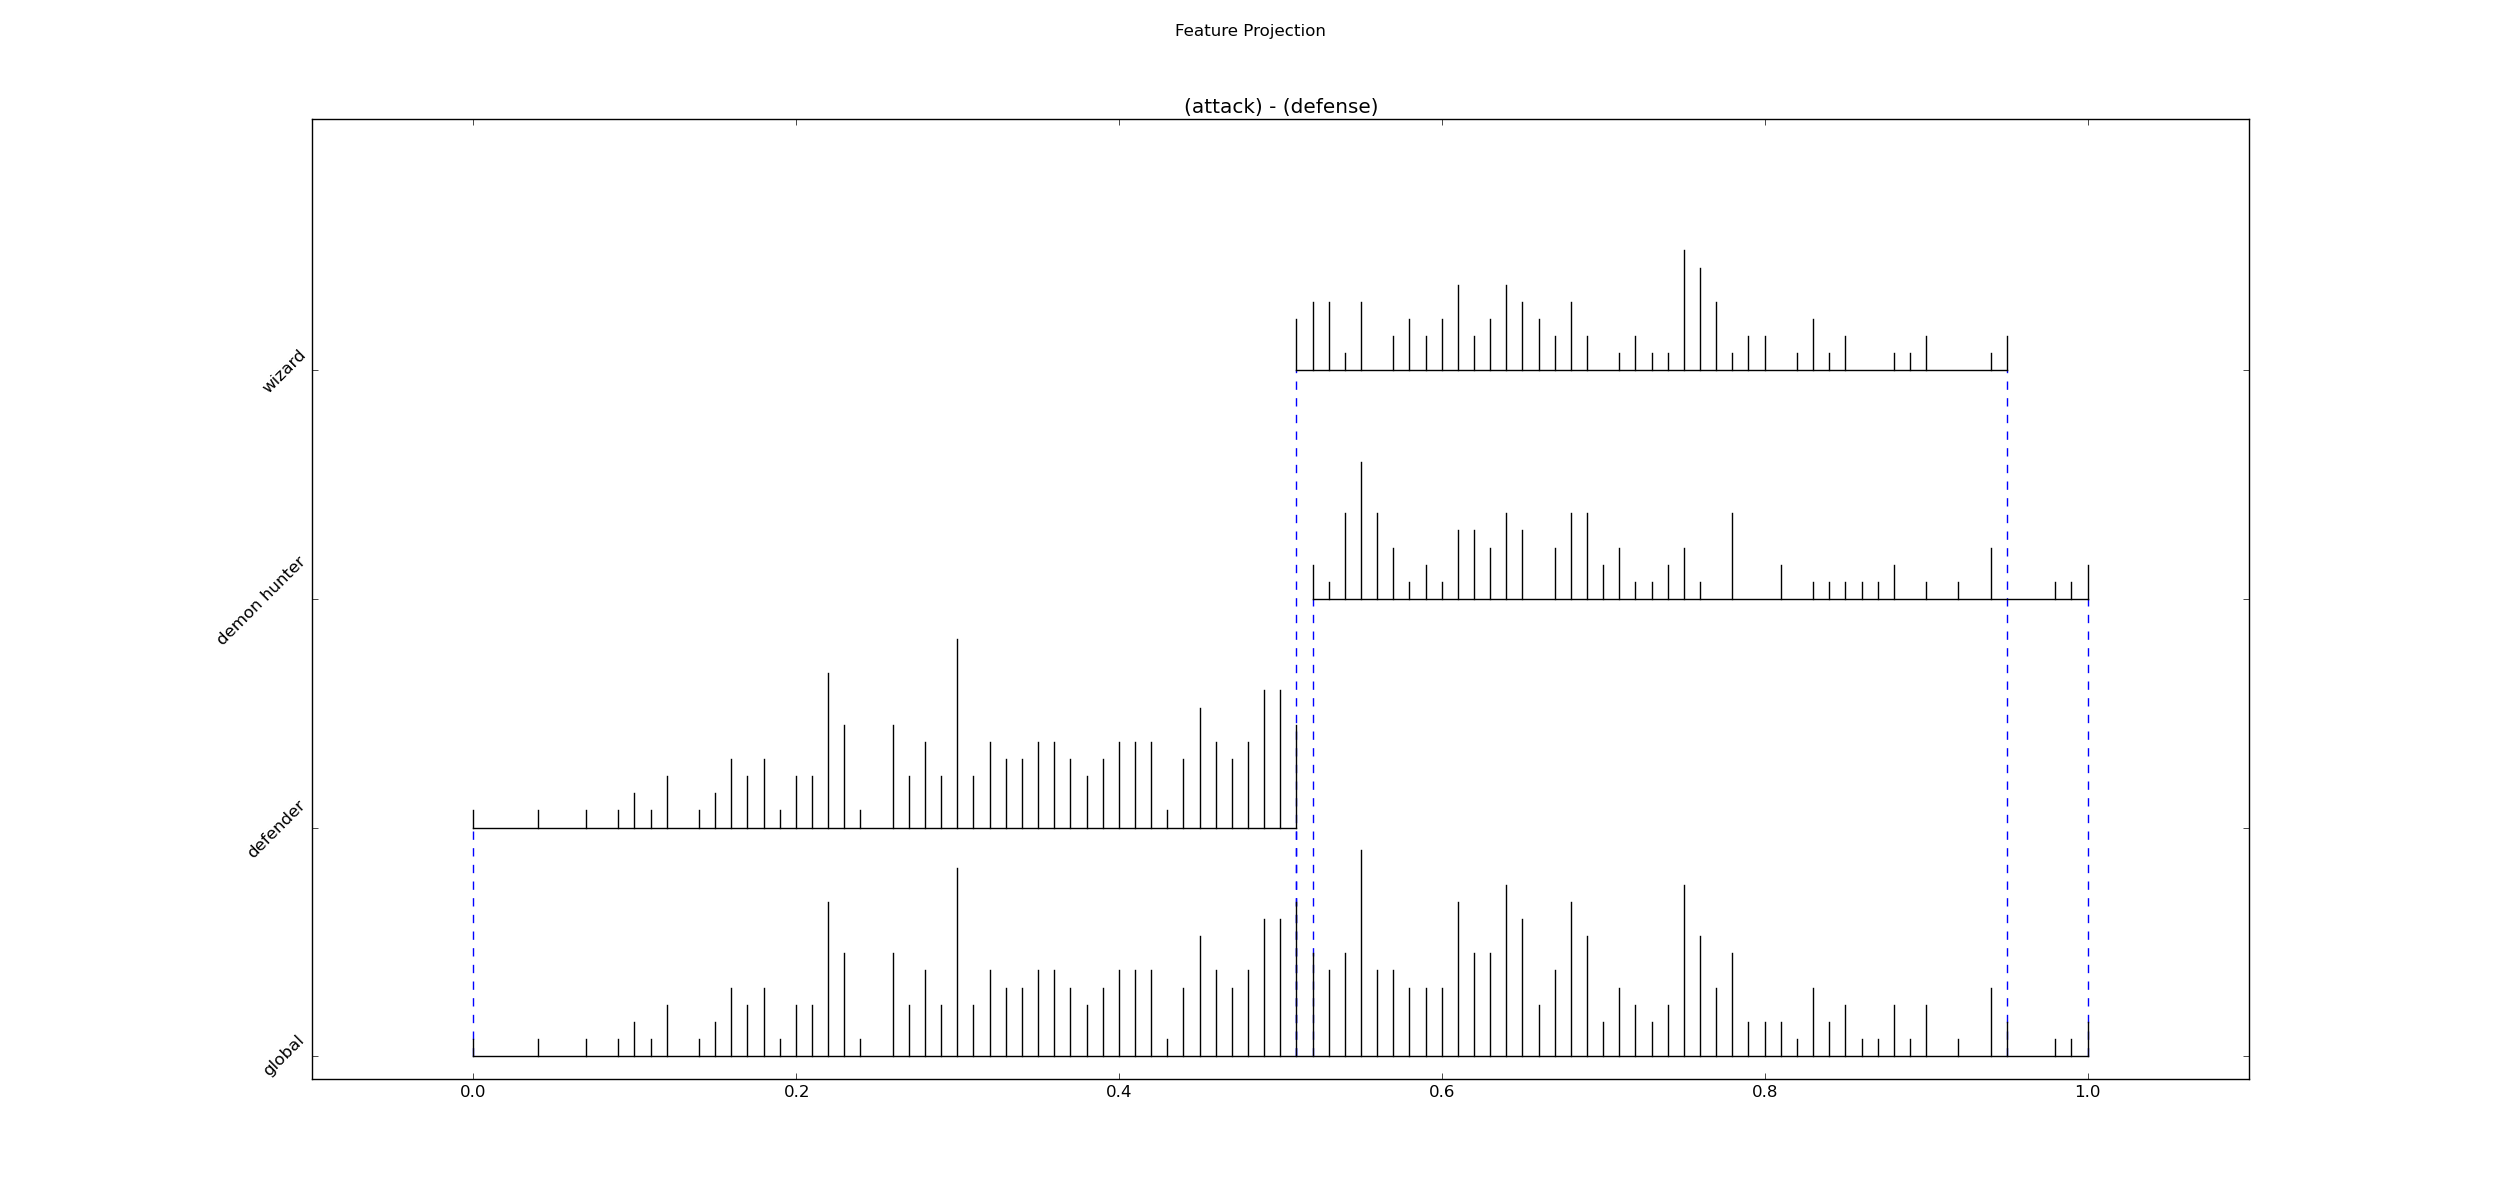 Feature Projection
(attack) - (defense)
wizard
demon hunter
defender
global
0.0 0.2 0.4 0.6 0.8 1.0